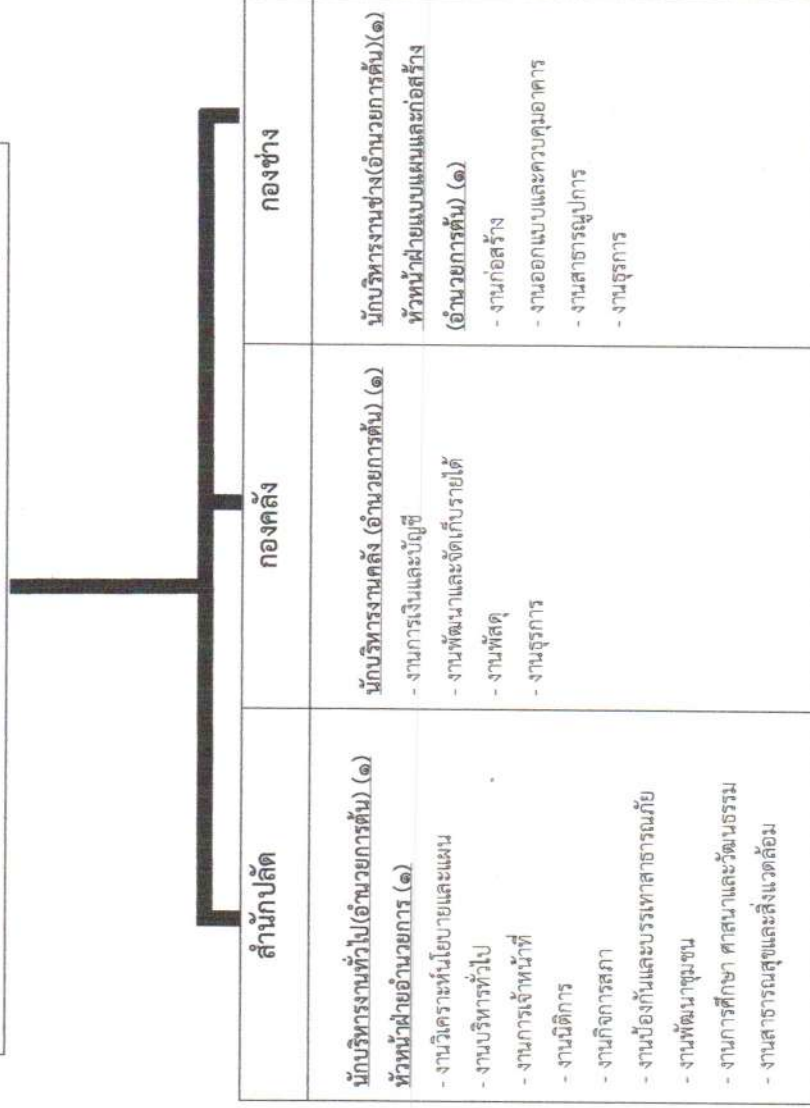 สำนักปลัด
นักบริหารงานทั่วไป(อำนวยการต้น) (๑)
หัวหน้าฝ่ายอำนวยการ (๑)
- งานวิเคราะห์นโยบายและแผน
- งานบริหารทั่วไป
- งานการเจ้าหน้าที่
- งานนิติการ
- งานกิจการสภา
- งานป้องกันและบรรเทาสาธารณภัย
- งานพัฒนาชุมชน
- งานการศึกษา ศาสนาและวัฒนธรรม
- งานสาธารณสุขและสิ่งแวดล้อม
กองคลัง
นักบริหารงานคลัง (อำนวยการต้น) (๑)
- งานการเงินและบัญชี
- งานพัฒนาและจัดเก็บรายได้
- งานพัสดุ
- งานธุรการ
กองช่าง
นักบริหารงานช่าง(อำนวยการต้น)(๑)
หัวหน้าฝ่ายแบบแผนและก่อสร้าง
(อำนวยการต้น) (๑)
- งานก่อสร้าง
- งานออกแบบและควบคุมอาคาร
- งานสาธารณูปการ
- งานธุรการ